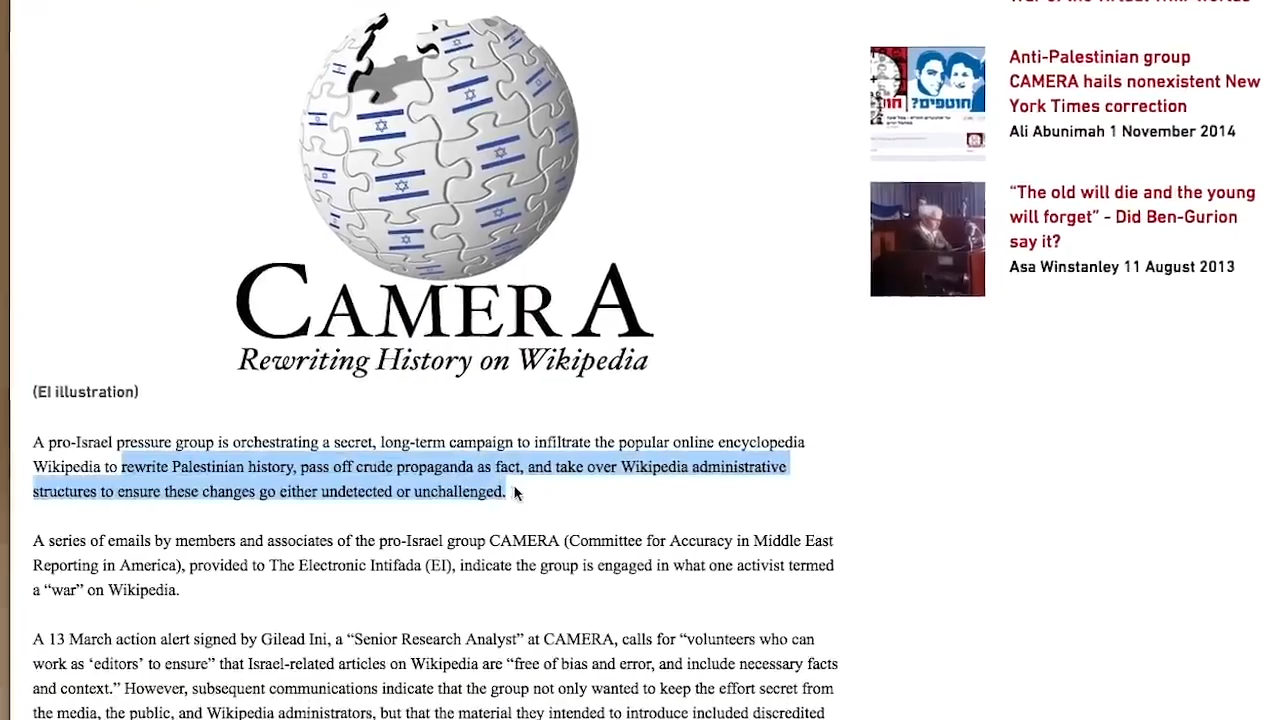 CAMERA
Rewriting History on Wikipedia
(EI illustration)
A pro-Israel pressure group is orchestrating a secret, long-term campaign to infiltrate the popular online encyclopedia
Wikipedia to rewrite Palestinian history, pass off crude propaganda as fact, and take over Wikipedia administrative
structures to ensure these changes go either undetected or unchallenged.
A series of emails by members and associates of the pro-Israel group CAMERA (Committee for Accuracy in Middle East
Reporting in America), provided to The Electronic Intifada (EI), indicate the group is engaged in what one activist termed
a “war” on Wikipedia.
A 13 March action alert signed by Gilead Ini, a “Senior Research Analyst” at CAMERA, calls for “volunteers who can
work as ‘editors’ to ensure” that Israel-related articles on Wikipedia are “free of bias and error, and include necessary facts
and context.” However, subsequent communications indicate that the group not only wanted to keep the effort secret from
the media, the public, and Wikipedia administrators, but that the material they intended to introduce included discredited
חוטפים?
Anti-Palestinian group
CAMERA hails nonexistent New
York Times correction
Ali Abunimah 1 November 2014
“The old will die and the young
will forget” - Did Ben-Gurion
say it?
Asa Winstanley 11 August 2013